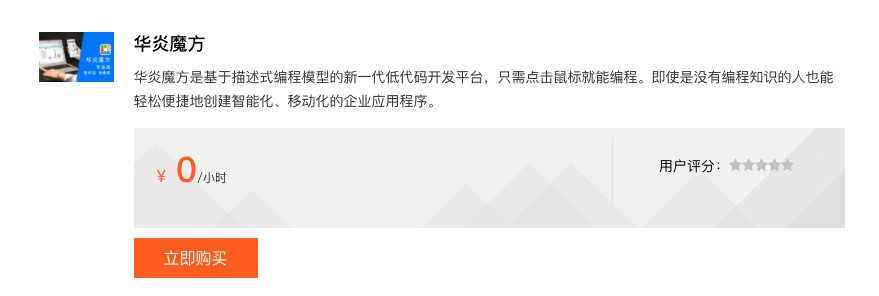 华炎魔方
华炎魔方
华炎魔方是基于描述式编程模型的新一代低代码开发平台，只需点击鼠标就能编程。即使是没有编程知识的人也能
轻松便捷地创建智能化、移动化的企业应用程序。
¥ 0/小时
用户评分：
立即购买